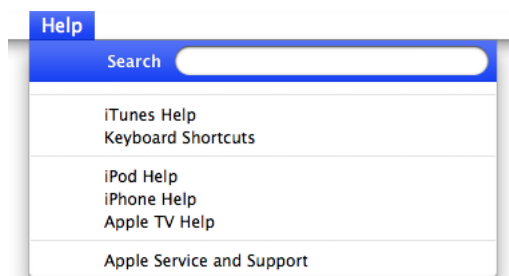 Help
Search
iTunes Help
Keyboard Shortcuts
iPod Help
iPhone Help
Apple TV Help
Apple Service and Support